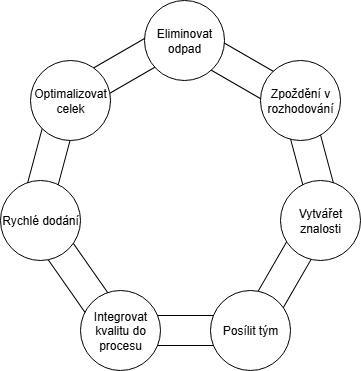 Eliminovat
odpad
Zpoždění v
rozhodování
Vytvářet
znalosti
Posílit tým
Integrovat
kvalitu do
procesu
Rychlé dodání
Optimalizovat
celek